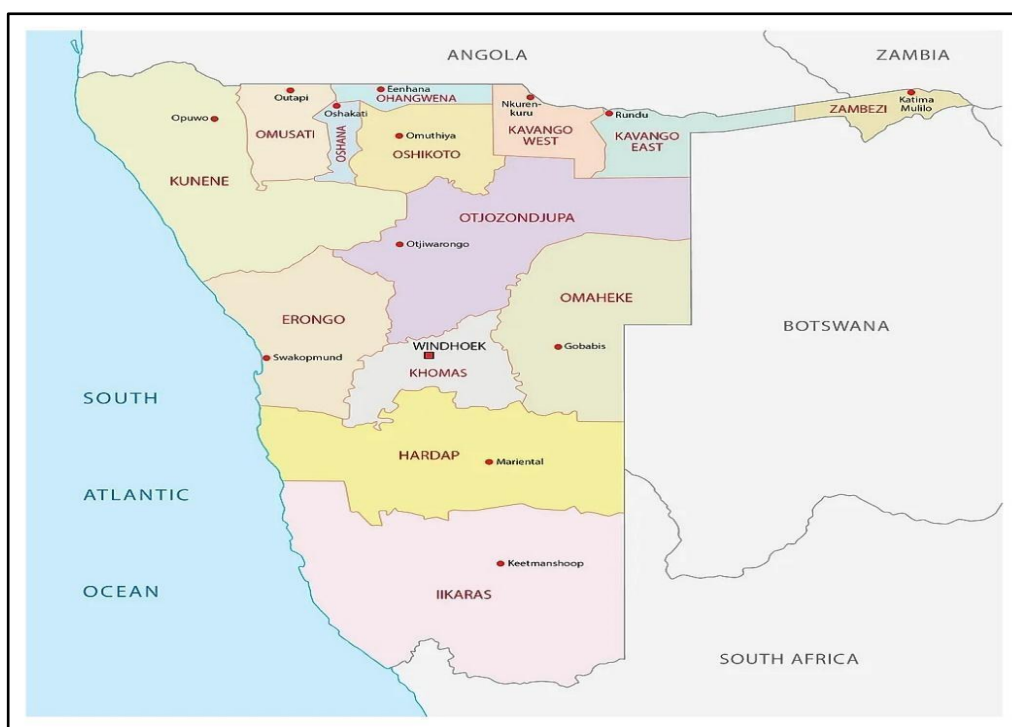 ANGOLA
ZAMBIA
Eenhana
OHANGWENA
Outapi
Oshakati
Opuwo
OMUSATI
OSHANA
Omuthiya
OSHIKOTO
Nkuren-
kuru
KAVANGO
WEST
Rundu
KAVANGO
EAST
ZAMBEZI
Katima
Mulilo
KUNENE
OTJOZONDJUPA
Otjiwarongo
OMAHEKE
ERONGO
BOTSWANA
WINDHOEK
Gobabis
Swakopmund
KHOMAS
SOUTH
ATLANTIC
OCEAN
HARDAP
Mariental
Keetmanshoop
IIKARAS
SOUTH AFRICA